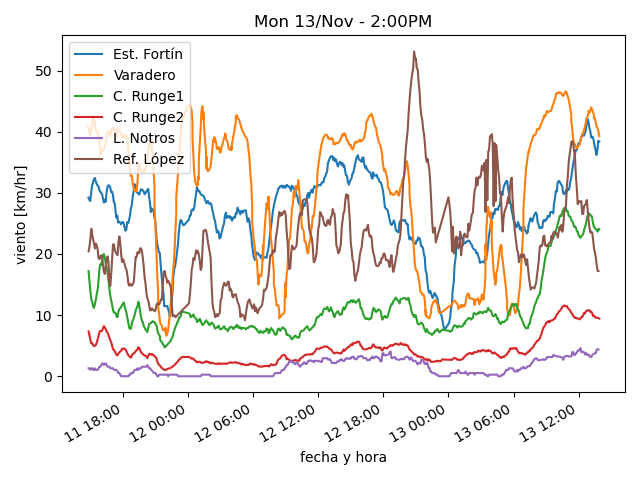 Mon 13/Nov - 2:00PM
Est. Fortín
Varadero
C. Runge1
C. Runge2
L. Notros
Ref. López
viento [km/hr]
50
40
30
20
10
0
11 18:00
12 00:00
12 06:00
12 12:00
12 18:00
13 00:00
13 06:00
13 12:00
fecha y hora